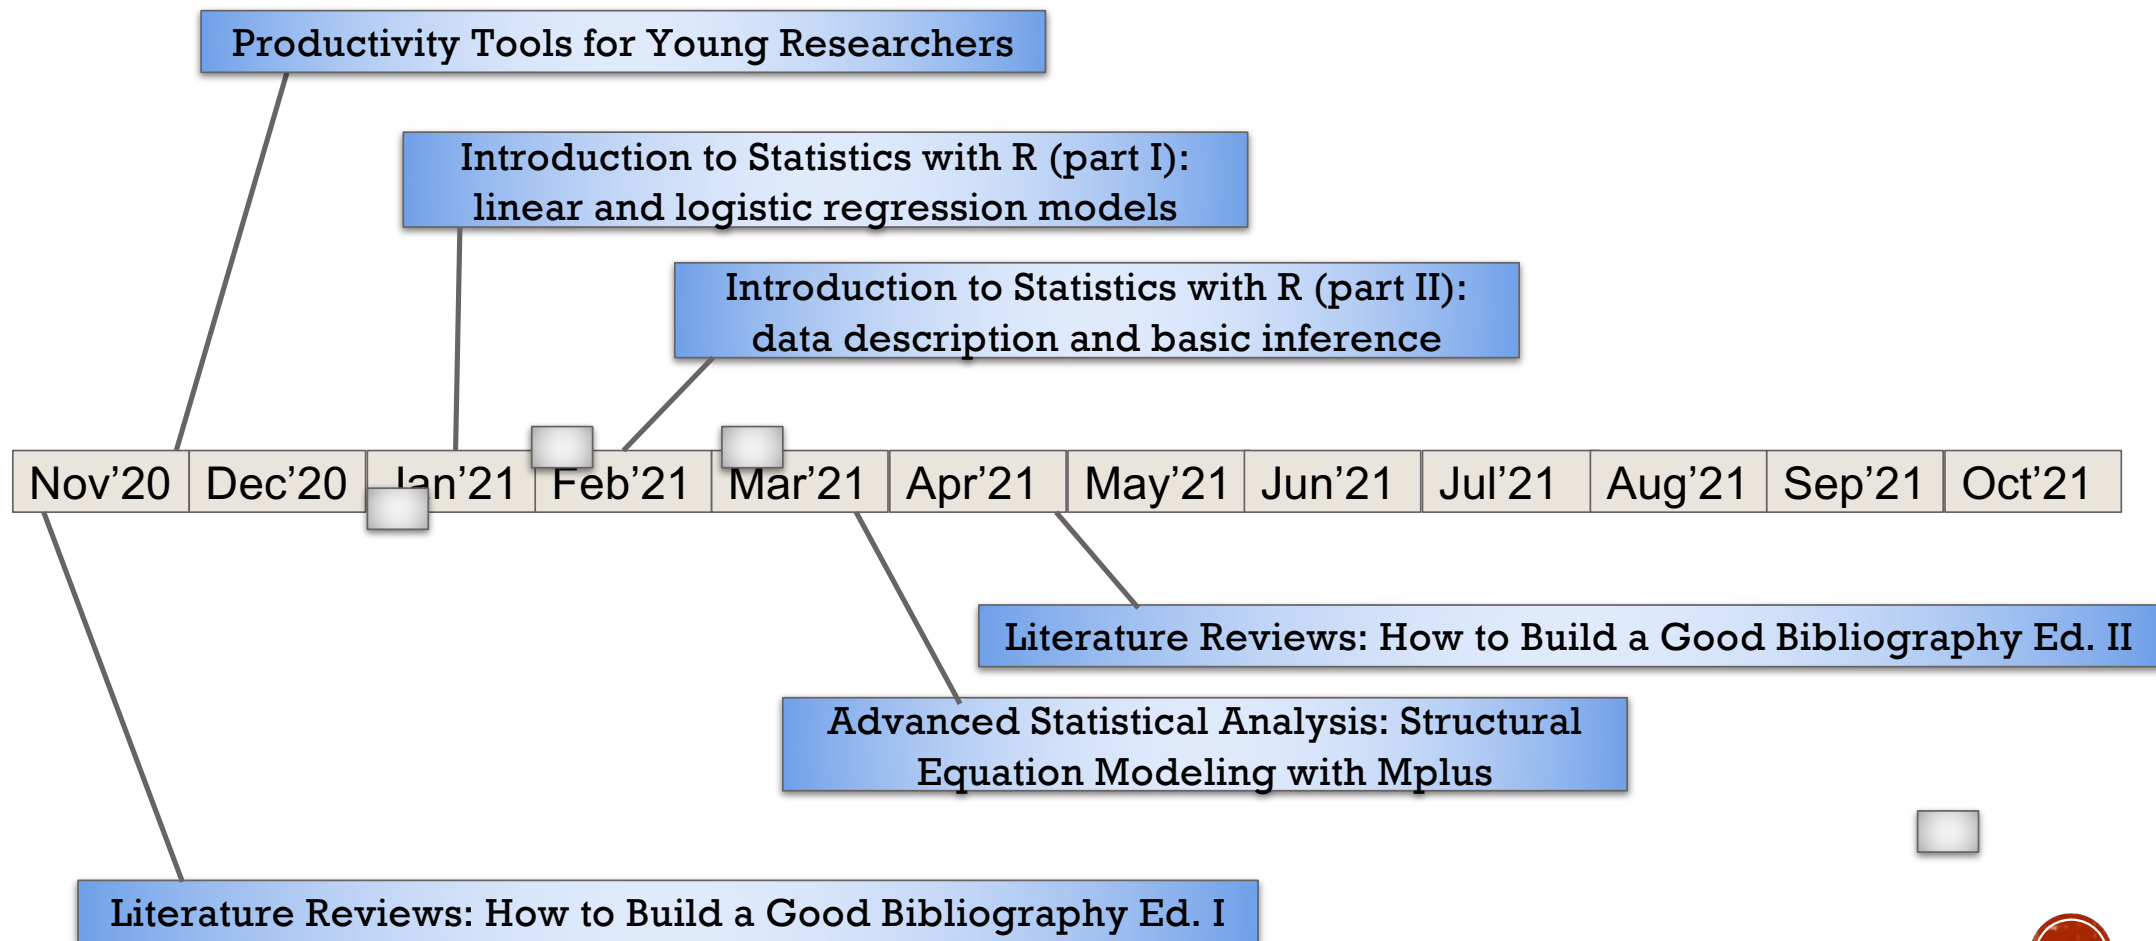 Productivity Tools for Young Researchers
Introduction to Statistics with R (part I):
linear and logistic regression models
Introduction to Statistics with R (part II):
data description and basic inference
Nov’20 Dec’20 Jan’21 Feb’21 Mar’21 Apr’21 May’21 Jun’21 Jul’21 Aug’21 Sep’21 Oct’21
Literature Reviews: How to Build a Good Bibliography Ed. II
Advanced Statistical Analysis: Structural
Equation Modeling with Mplus
Literature Reviews: How to Build a Good Bibliography Ed. I